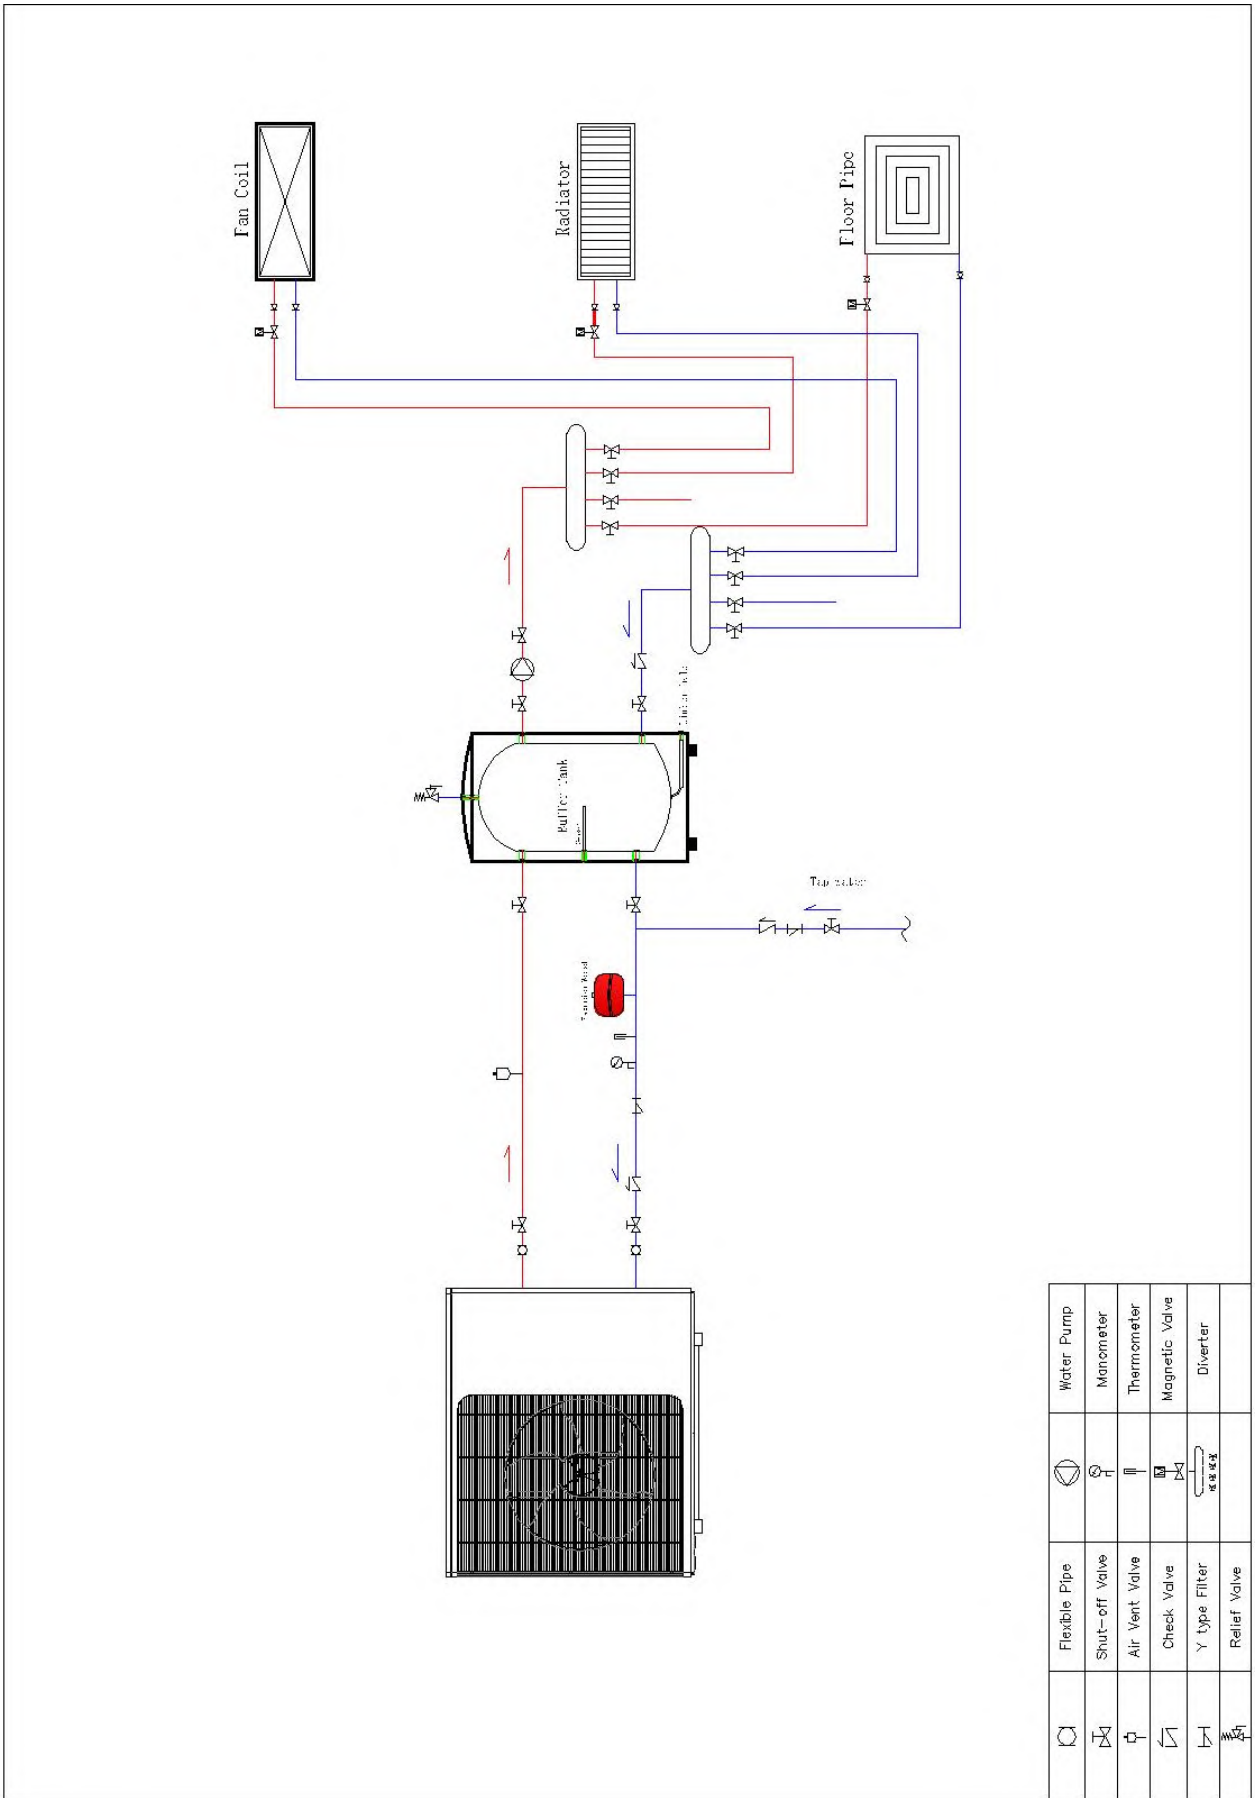 Fan Coil
Radiator
Floor Pipe
Buffer Tank
Tap water
Flexible Pipe
Water Pump
Shut-off Valve
Manometer
Air Vent Valve
Thermometer
Check Valve
Magnetic Valve
Y type Filter
Diverter
Relief Valve
M
M
M
M